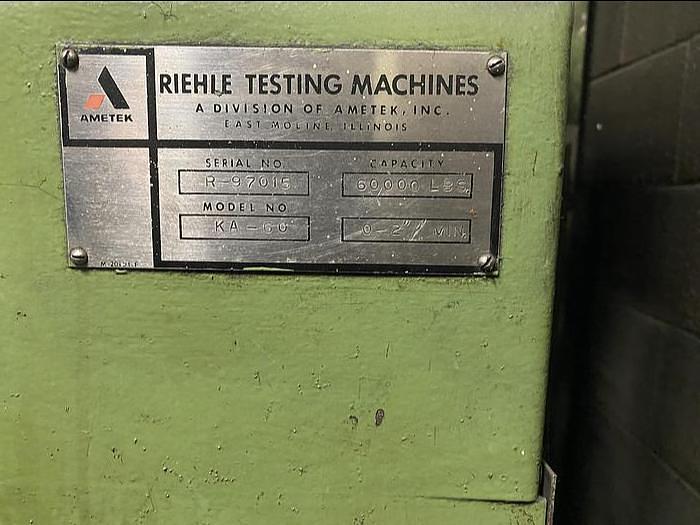 AMETEK
RIEHLE TESTING MACHINES
A DIVISION OF AMETEK, INC.
EAST MOLINE, ILLINOIS
SERIAL NO. CAPACITY
R-97015 60000 LBS
MODEL NO
KA-60 0-2"/MIN.